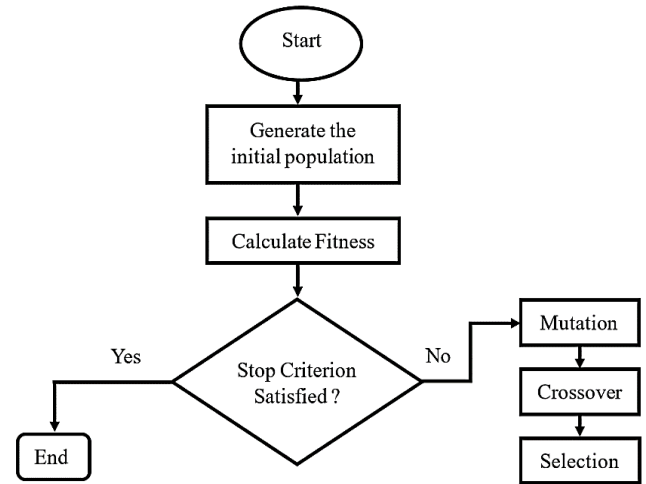 Start
Generate the
initial population
Calculate Fitness
Stop Criterion
Satisfied ?
Yes
No
Mutation
Crossover
Selection
End